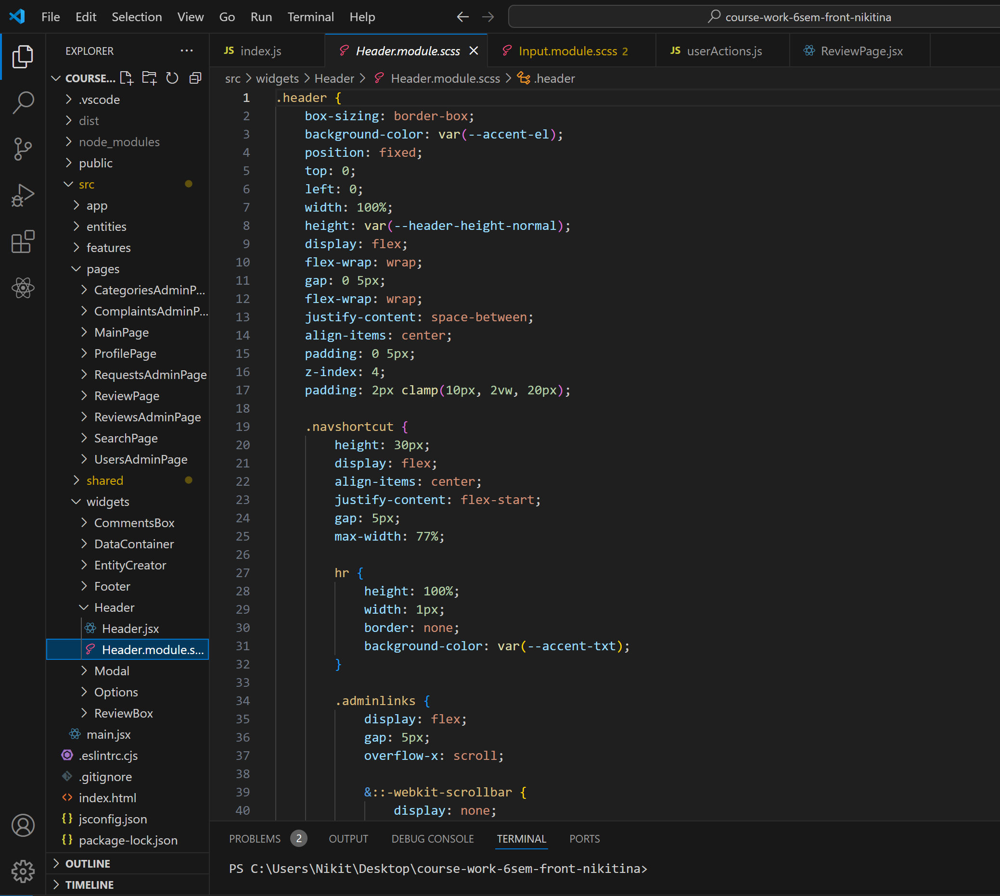 File Edit Selection View Go Run Terminal Help
course-work-6sem-front-nikitina
EXPLORER
COURSE...
.vscode
dist
node_modules
public
src
app
entities
features
pages
CategoriesAdminP...
ComplaintsAdminP...
MainPage
ProfilePage
RequestsAdminPage
ReviewPage
ReviewsAdminPage
SearchPage
UsersAdminPage
shared
widgets
CommentsBox
DataContainer
EntityCreator
Footer
Header
Header.jsx
Header.module.s...
Modal
Options
ReviewBox
main.jsx
.eslintrc.cjs
.gitignore
index.html
{} jsconfig.json
{} package-lock.json
OUTLINE
TIMELINE
JS index.js
Header.module.scss
Input.module.scss 2
JS userActions.js
ReviewPage.jsx
src > widgets > Header > Header.module.scss > .header
1 .header {
2 box-sizing: border-box;
3 background-color: var(--accent-el);
4 position: fixed;
5 top: 0;
6 left: 0;
7 width: 100%;
8 height: var(--header-height-normal);
9 display: flex;
10 flex-wrap: wrap;
11 gap: 0 5px;
12 flex-wrap: wrap;
13 justify-content: space-between;
14 align-items: center;
15 padding: 0 5px;
16 z-index: 4;
17 padding: 2px clamp(10px, 2vw, 20px);
18
19 .navshortcut {
20 height: 30px;
21 display: flex;
22 align-items: center;
23 justify-content: flex-start;
24 gap: 5px;
25 max-width: 77%;
26
27 hr {
28 height: 100%;
29 width: 1px;
30 border: none;
31 background-color: var(--accent-txt);
32 }
33
34 .adminlinks {
35 display: flex;
36 gap: 5px;
37 overflow-x: scroll;
38
39 &::-webkit-scrollbar {
40 display: none;
PROBLEMS 2 OUTPUT DEBUG CONSOLE TERMINAL PORTS
PS C:\Users\Nikit\Desktop\course-work-6sem-front-nikitina>